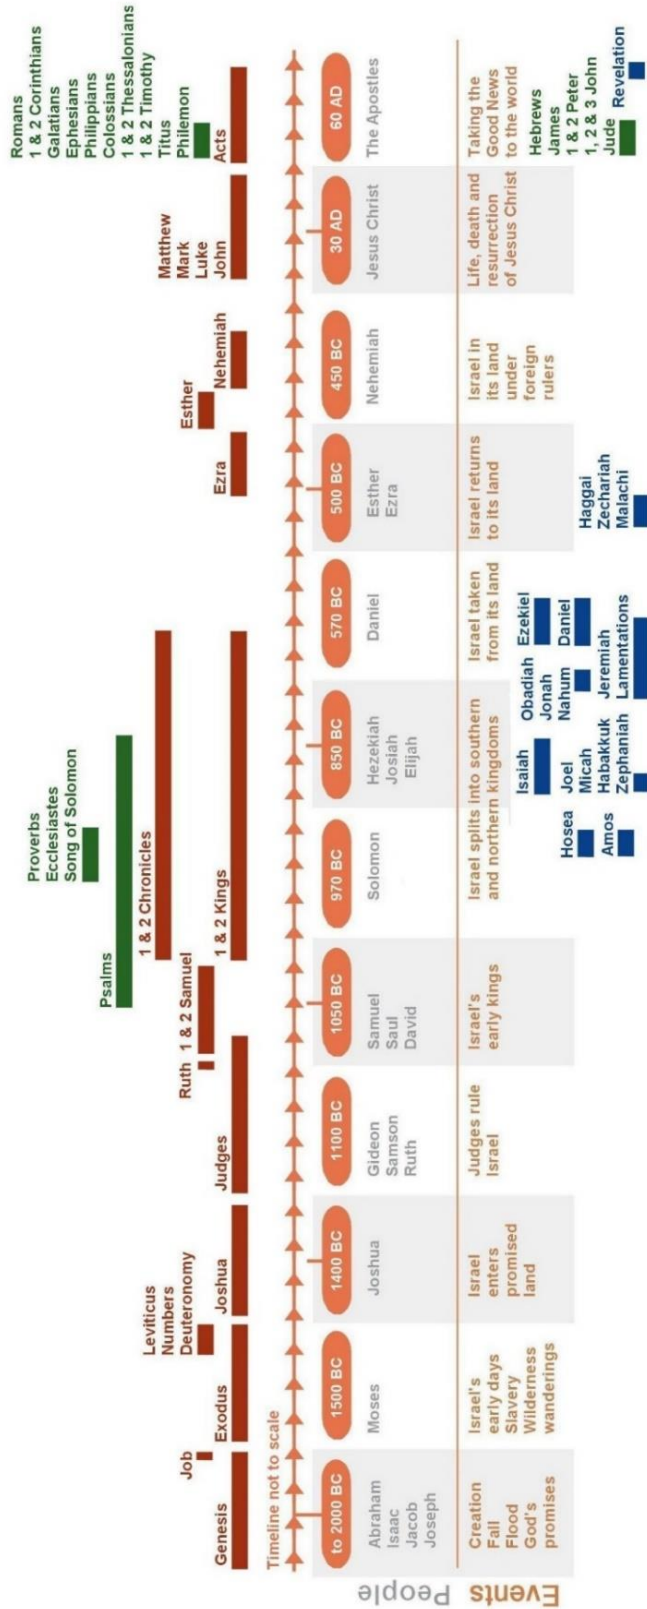 Romans
1 & 2 Corinthians
Galatians
Ephesians
Philippians
Colossians
1 & 2 Thessalonians
1 & 2 Timothy
Titus
Philemon
Proverbs
Ecclesiastes
Song of Solomon
Psalms
1 & 2 Chronicles
Job
Leviticus
Numbers
Deuteronomy
Ruth
1 & 2 Samuel
Esther
Matthew
Mark
Luke
John
Genesis
Exodus
Joshua
Judges
1 & 2 Kings
Ezra
Nehemiah
Acts
Timeline not to scale
to 2000 BC
1500 BC
1400 BC
1100 BC
1050 BC
970 BC
850 BC
570 BC
500 BC
450 BC
30 AD
60 AD
People
Abraham
Isaac
Jacob
Joseph
Moses
Joshua
Gideon
Samson
Ruth
Samuel
Saul
David
Solomon
Hezekiah
Josiah
Elijah
Daniel
Esther
Ezra
Nehemiah
Jesus Christ
The Apostles
Events
Creation
Fall
Flood
God's
promises
Israel's
early days
Slavery
Wilderness
wanderings
Israel
enters
promised
land
Judges rule
Israel
Israel's
early kings
Israel splits into southern
and northern kingdoms
Israel taken
from its land
Israel returns
to its land
Israel in
its land
under
foreign
rulers
Life, death and
resurrection
of Jesus Christ
Taking the
Good News
to the world
Hosea
Amos
Isaiah
Joel
Micah
Habakkuk
Zephaniah
Obadiah
Jonah
Nahum
Jeremiah
Lamentations
Ezekiel
Daniel
Haggai
Zechariah
Malachi
Hebrews
James
1 & 2 Peter
1, 2 & 3 John
Jude
Revelation